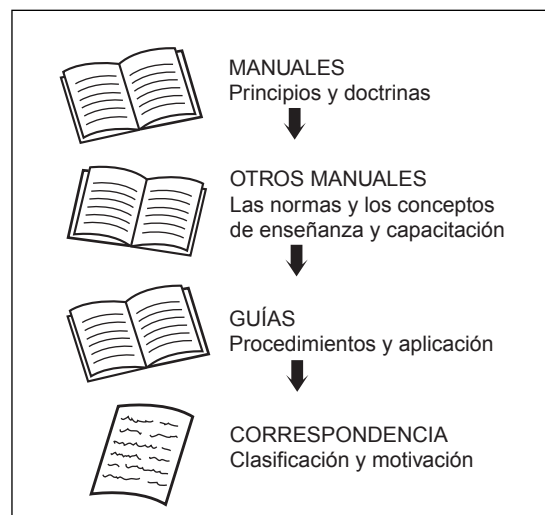 MANUALES
Principios y doctrinas
OTROS MANUALES
Las normas y los conceptos
de enseñanza y capacitación
GUÍAS
Procedimientos y aplicación
CORRESPONDENCIA
Clasificación y motivación